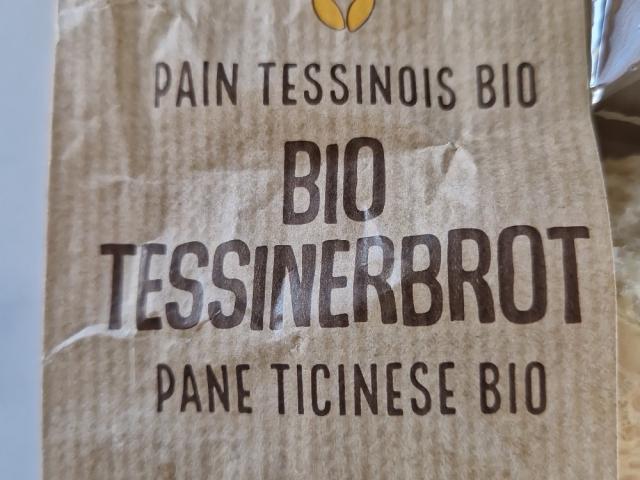 PAIN TESSINOIS BIO
BIO
TESSINERBROT
PANE TICINESE BIO